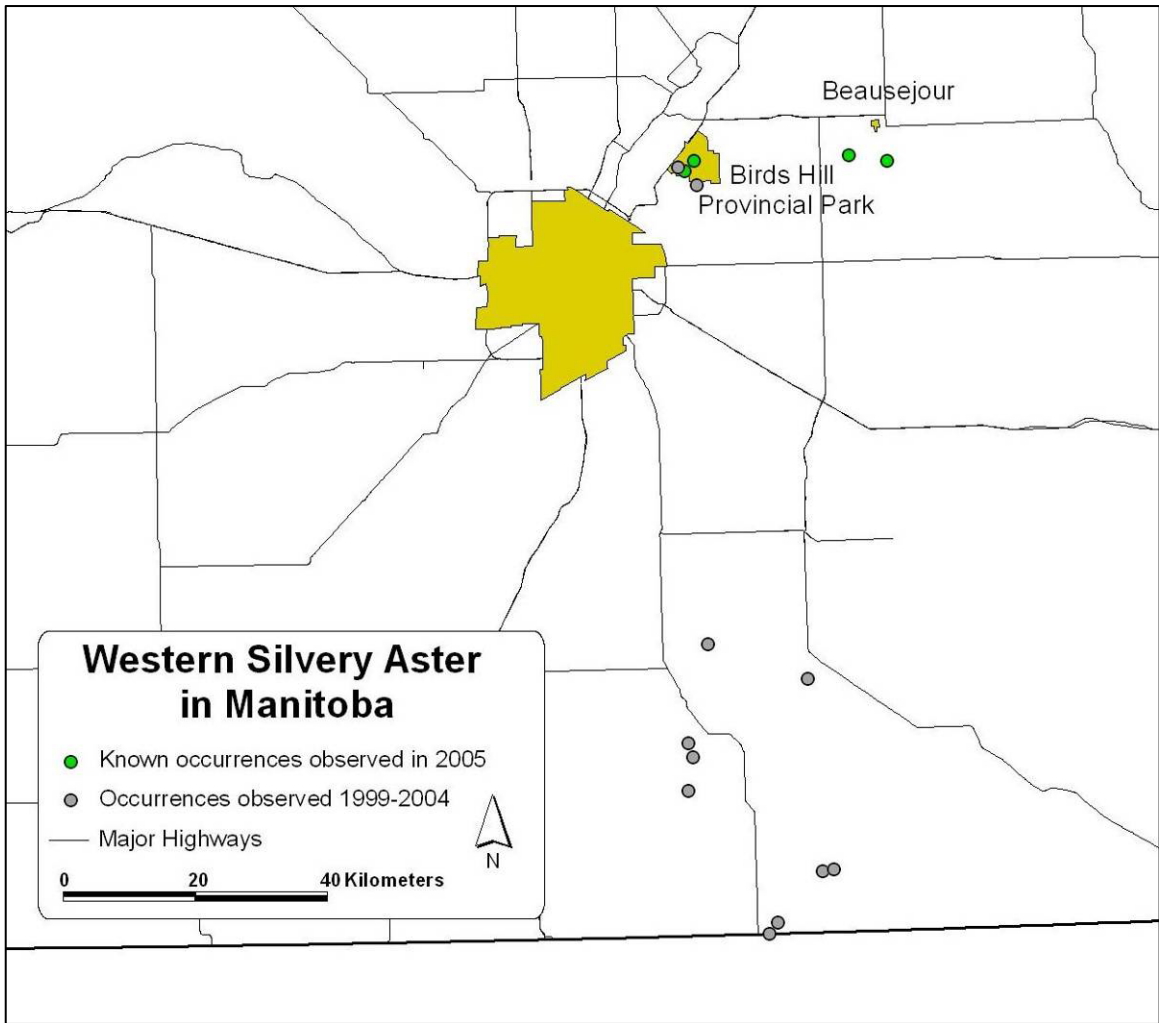 Beausejour
Birds Hill
Provincial Park
Western Silvery Aster
in Manitoba
Known occurrences observed in 2005
Occurrences observed 1999-2004
Major Highways
N
0 20 40 Kilometers